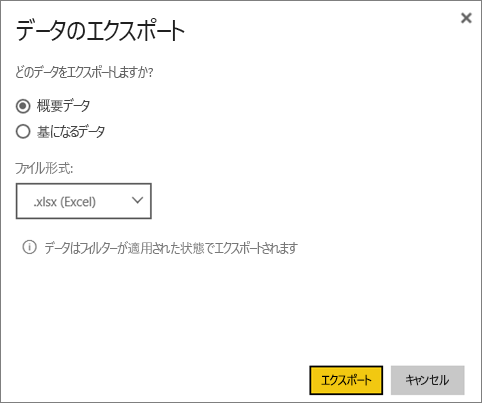 データのエクスポート
どのデータをエクスポートしますか?
概要データ
基になるデータ
ファイル形式:
.xlsx (Excel)
データはフィルターが適用された状態でエクスポートされます
エクスポート
キャンセル